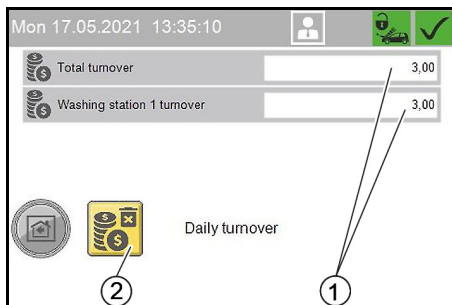 Mon 17.05.2021 13:35:10
Total turnover 3,00
Washing station 1 turnover 3,00
Daily turnover
2 1